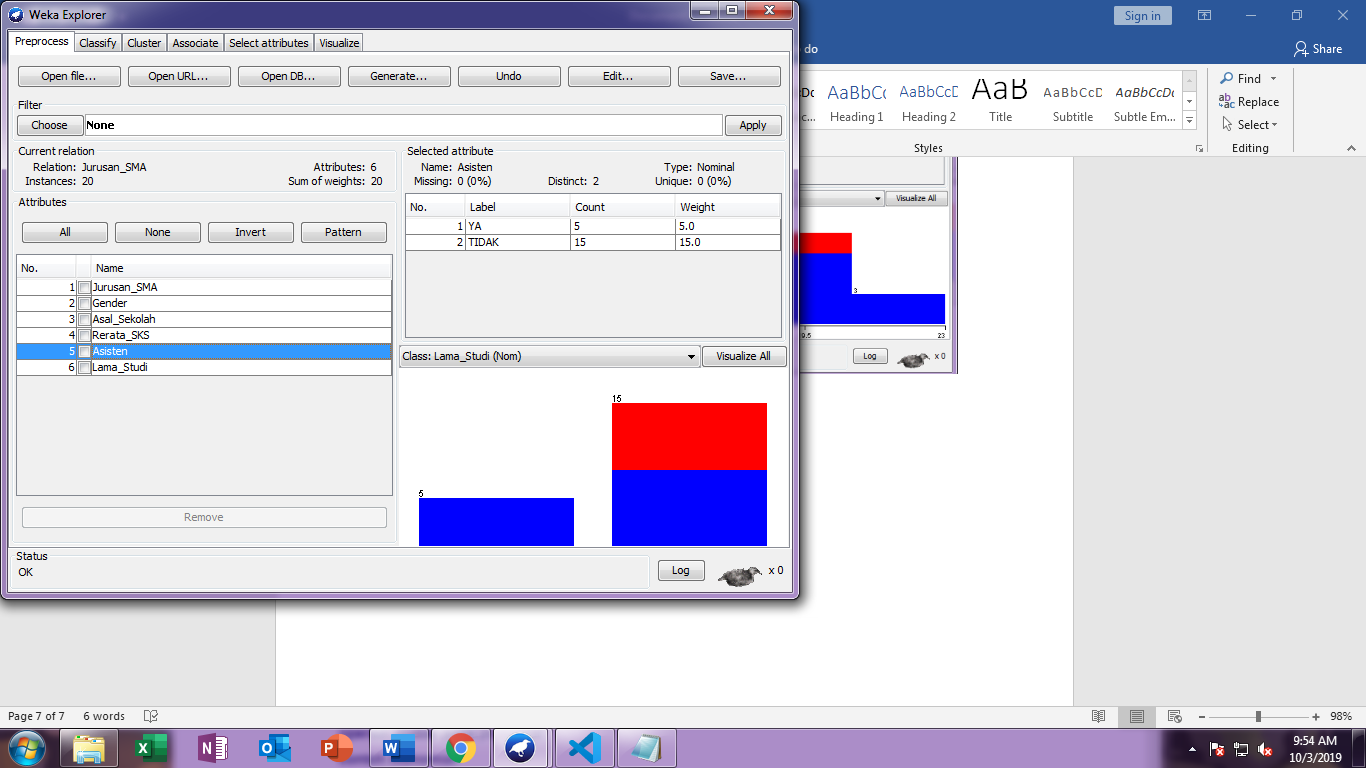 Weka Explorer
Preprocess Classify Cluster Associate Select attributes Visualize
Open file... Open URL... Open DB... Generate... Undo Edit... Save...
Filter
Choose None Apply
Current relation
Relation: Jurusan_SMA Attributes: 6
Instances: 20 Sum of weights: 20
Attributes
All None Invert Pattern
No. Name
1 Jurusan_SMA
2 Gender
3 Asal_Sekolah
4 Rerata_SKS
5 Asisten
6 Lama_Studi
Remove
Selected attribute
Name: Asisten Type: Nominal
Missing: 0 (0%) Distinct: 2 Unique: 0 (0%)
No. Label Count Weight
1 YA 5 5.0
2 TIDAK 15 15.0
Class: Lama_Studi (Nom) Visualize All
15
5
Status
OK
Log x 0
Sign in
do Share
AaBbCc AaBbCcD AaB AaBbCcD AaBbCcDc
c... Heading 1 Heading 2 Title Subtitle Subtle Em...
Styles
Find
Replace
Select
Editing
Visualize All
3
9.5 23
Log x 0
Page 7 of 7 6 words 98%
9:54 AM
10/3/2019